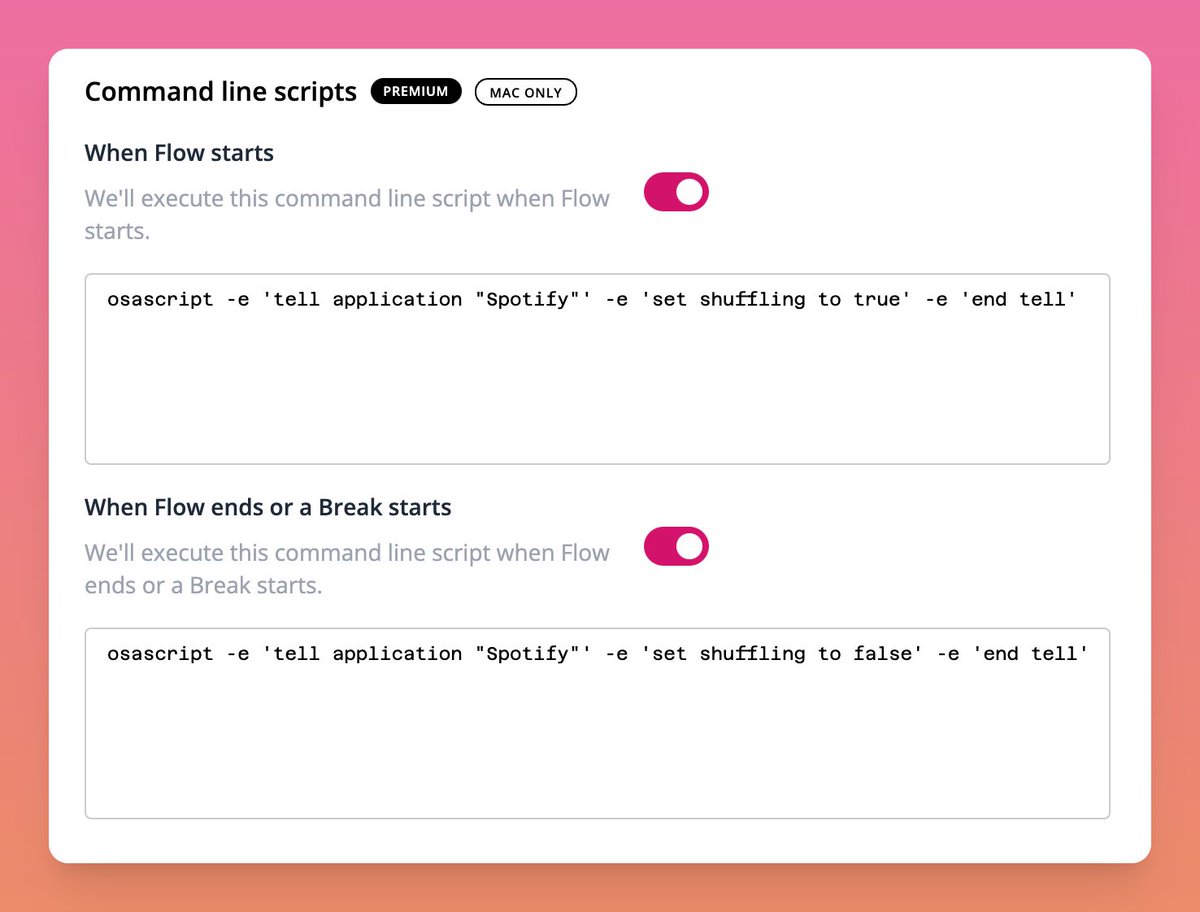 Command line scripts PREMIUM MAC ONLY
When Flow starts
We'll execute this command line script when Flow
starts.
osascript -e 'tell application "Spotify"' -e 'set shuffling to true' -e 'end tell'
When Flow ends or a Break starts
We'll execute this command line script when Flow
ends or a Break starts.
osascript -e 'tell application "Spotify"' -e 'set shuffling to false' -e 'end tell'